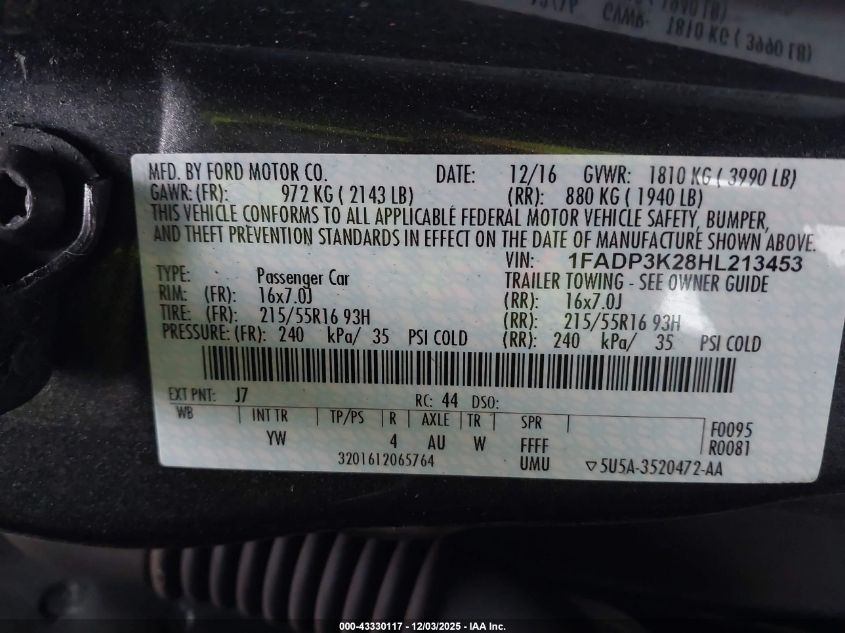 CAMB: 1810 KG ( 3990 LB)
MFD. BY FORD MOTOR CO. DATE: 12/16 GVWR: 1810 KG ( 3990 LB)
GAWR: (FR): 972 KG ( 2143 LB) (RR): 880 KG ( 1940 LB)
THIS VEHICLE CONFORMS TO ALL APPLICABLE FEDERAL MOTOR VEHICLE SAFETY, BUMPER,
AND THEFT PREVENTION STANDARDS IN EFFECT ON THE DATE OF MANUFACTURE SHOWN ABOVE.
VIN: 1FADP3K28HL213453
TYPE: Passenger Car TRAILER TOWING - SEE OWNER GUIDE
RIM: (FR): 16x7.0J (RR): 16x7.0J
TIRE: (FR): 215/55R16 93H (RR): 215/55R16 93H
PRESSURE: (FR): 240 kPa/ 35 PSI COLD (RR): 240 kPa/ 35 PSI COLD
EXT PNT: J7 RC: 44 DSO:
WB INT TR TP/PS R AXLE TR SPR
YW 4 AU W FFFF F0095
3201612065764 UMU R0081
▽5U5A-3520472-AA
000-43330117 - 12/03/2025 - IAA Inc.